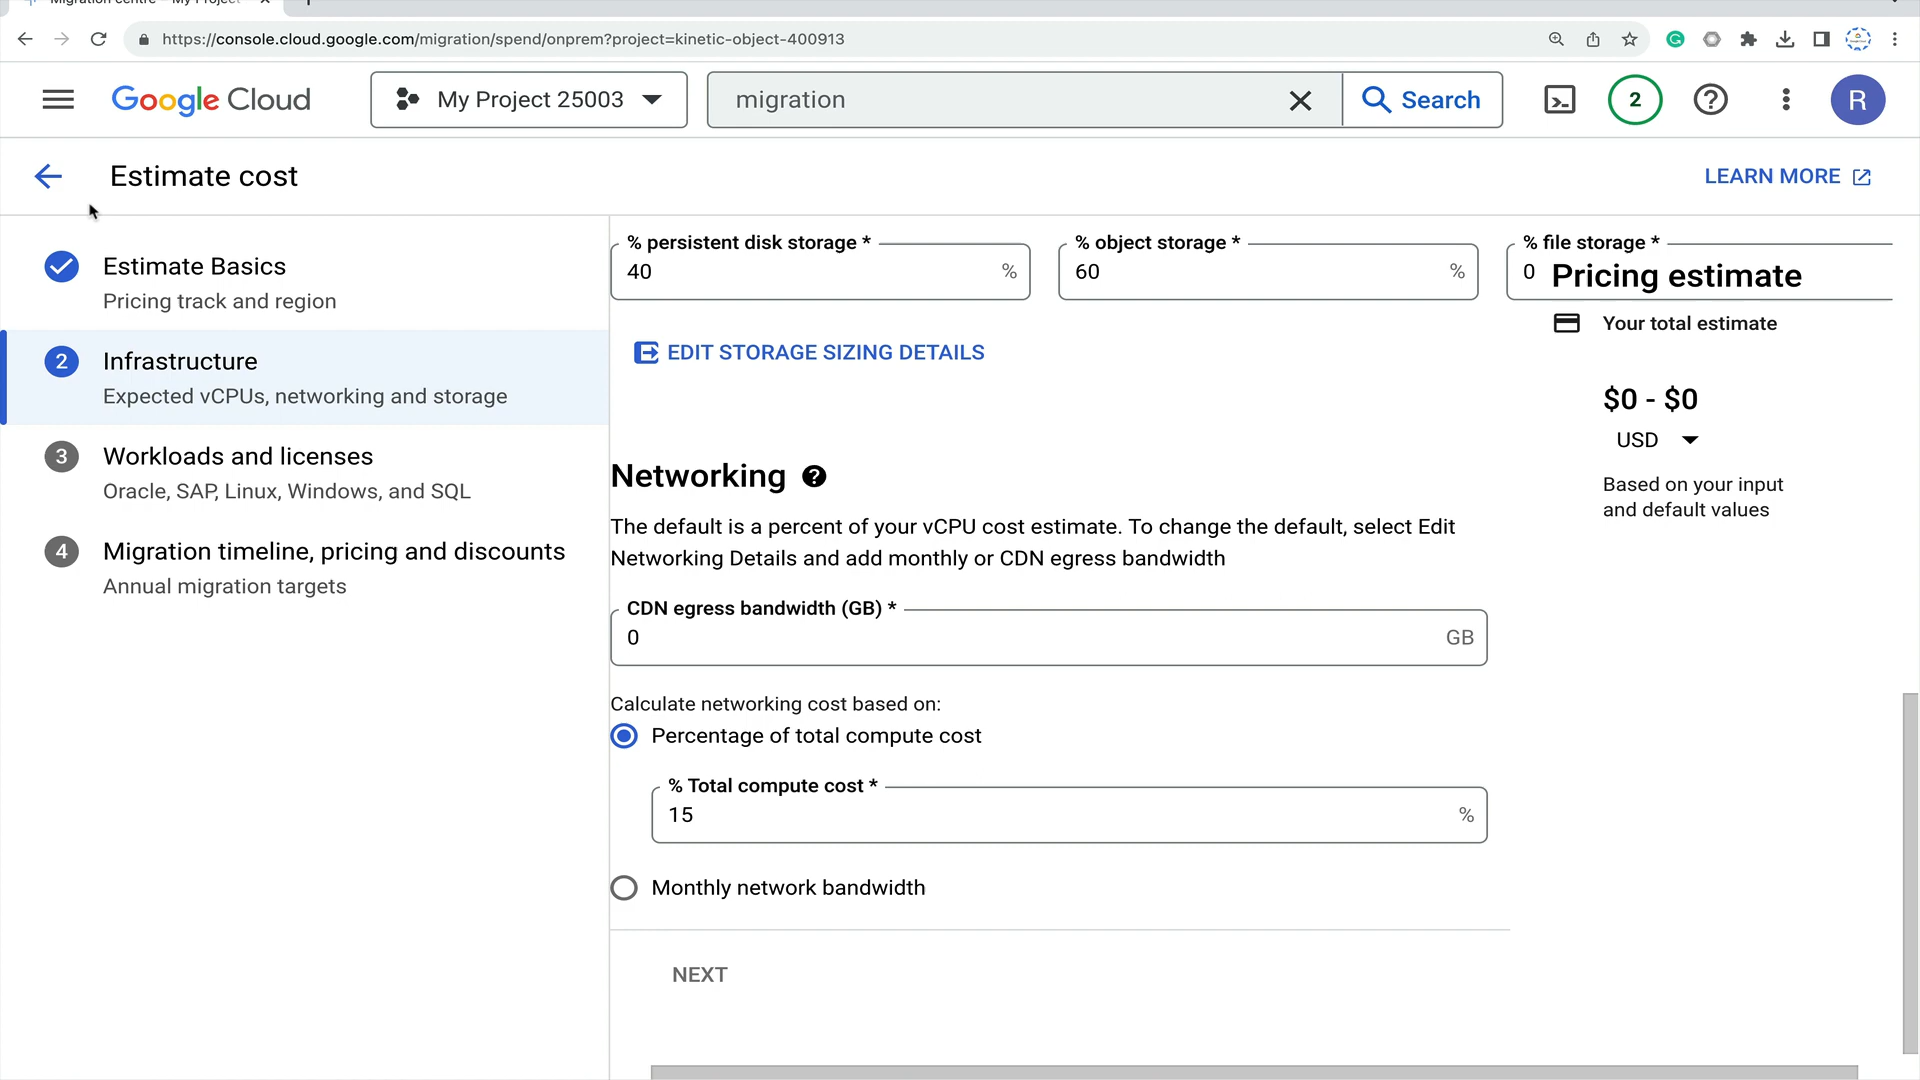 Migration centre – My Project
https://console.cloud.google.com/migration/spend/onprem?project=kinetic-object-400913
Google Cloud
My Project 25003
migration
Search
2
R
Estimate cost
LEARN MORE
Estimate Basics
Pricing track and region
2
Infrastructure
Expected vCPUs, networking and storage
3
Workloads and licenses
Oracle, SAP, Linux, Windows, and SQL
4
Migration timeline, pricing and discounts
Annual migration targets
% persistent disk storage *
40 %
% object storage *
60 %
% file storage *
0
EDIT STORAGE SIZING DETAILS
Networking
The default is a percent of your vCPU cost estimate. To change the default, select Edit
Networking Details and add monthly or CDN egress bandwidth
CDN egress bandwidth (GB) *
0 GB
Calculate networking cost based on:
Percentage of total compute cost
% Total compute cost *
15 %
Monthly network bandwidth
NEXT
Pricing estimate
Your total estimate
$0 - $0
USD
Based on your input
and default values